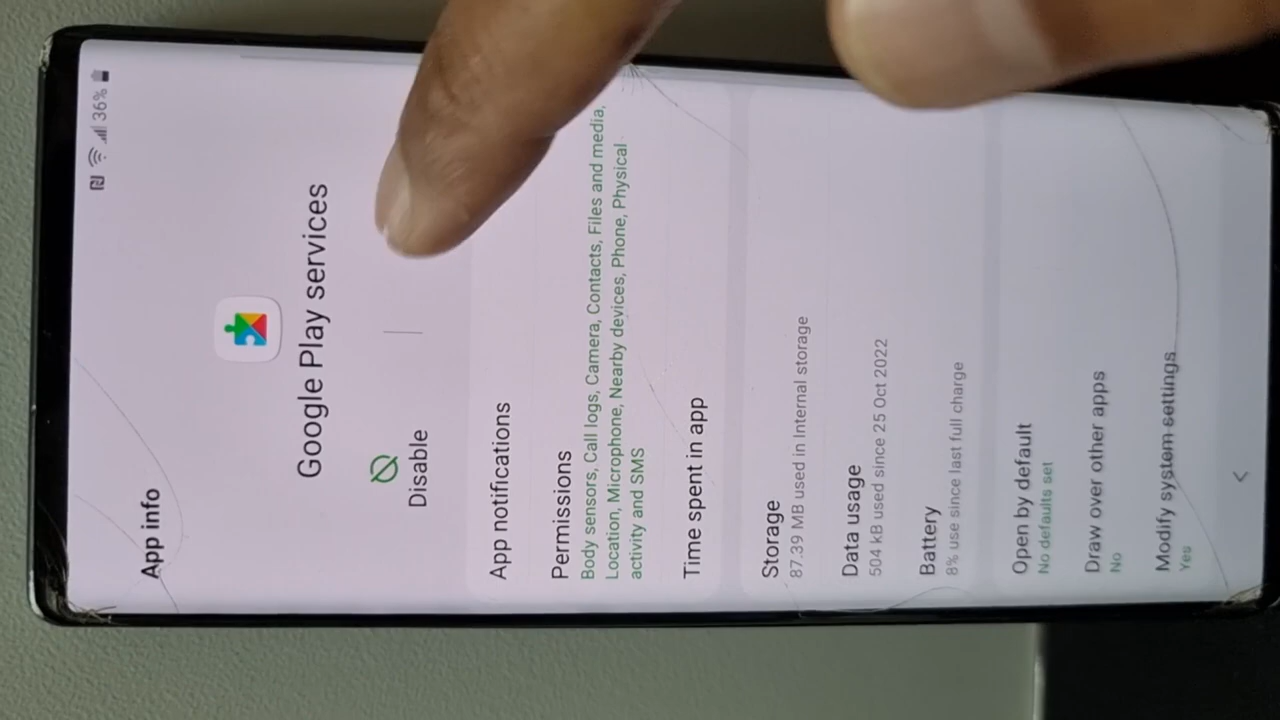 36%
App info
Google Play services
Disable
App notifications
Permissions
Body sensors, Call logs, Camera, Contacts, Files and media,
Location, Microphone, Nearby devices, Phone, Physical
activity and SMS
Time spent in app
Storage
87.39 MB used in Internal storage
Data usage
504 kB used since 25 Oct 2022
Battery
8% use since last full charge
Open by default
No defaults set
Draw over other apps
No
Modify system settings
Yes